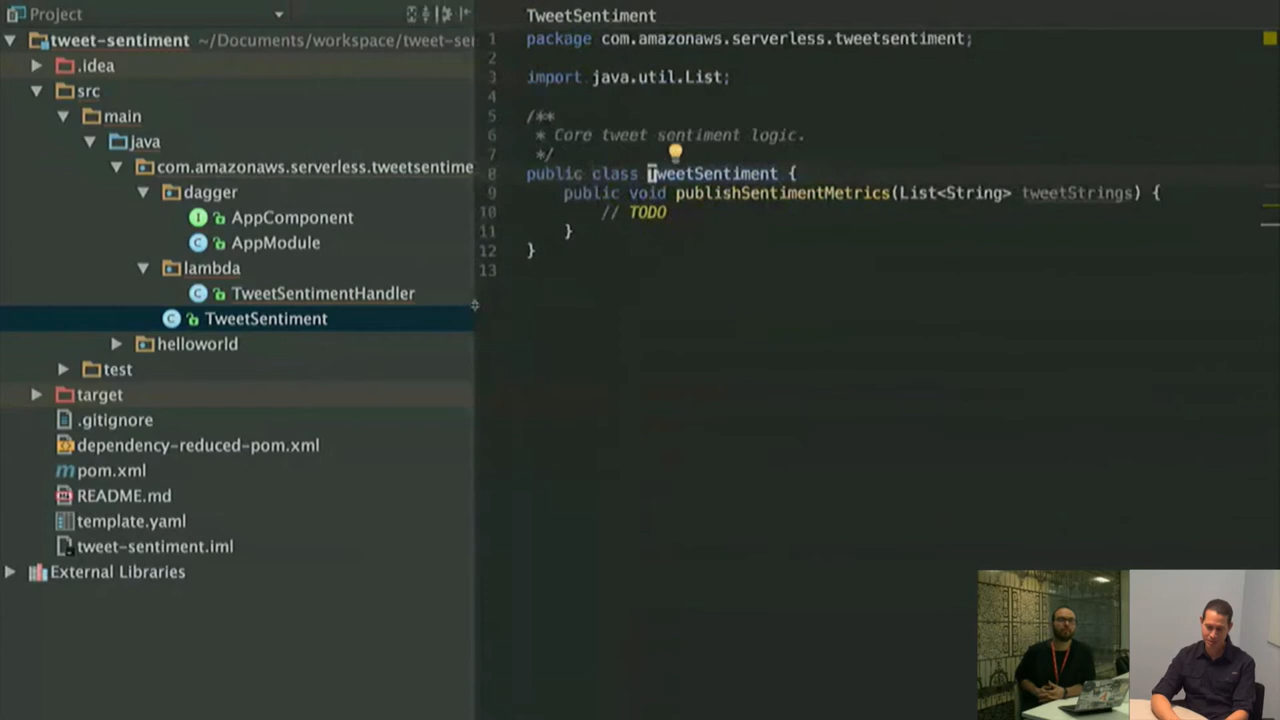 Project
tweet-sentiment ~/Documents/workspace/tweet-ser
.idea
src
main
java
com.amazonaws.serverless.tweetsentime
dagger
AppComponent
AppModule
lambda
TweetSentimentHandler
TweetSentiment
helloworld
test
target
.gitignore
dependency-reduced-pom.xml
pom.xml
README.md
template.yaml
tweet-sentiment.iml
External Libraries
TweetSentiment
1 package com.amazonaws.serverless.tweetsentiment;
2
3 import java.util.List;
4
5 /**
6 * Core tweet sentiment logic.
7 */
8 public class TweetSentiment {
9 public void publishSentimentMetrics(List<String> tweetStrings) {
10 // TODO
11 }
12 }
13